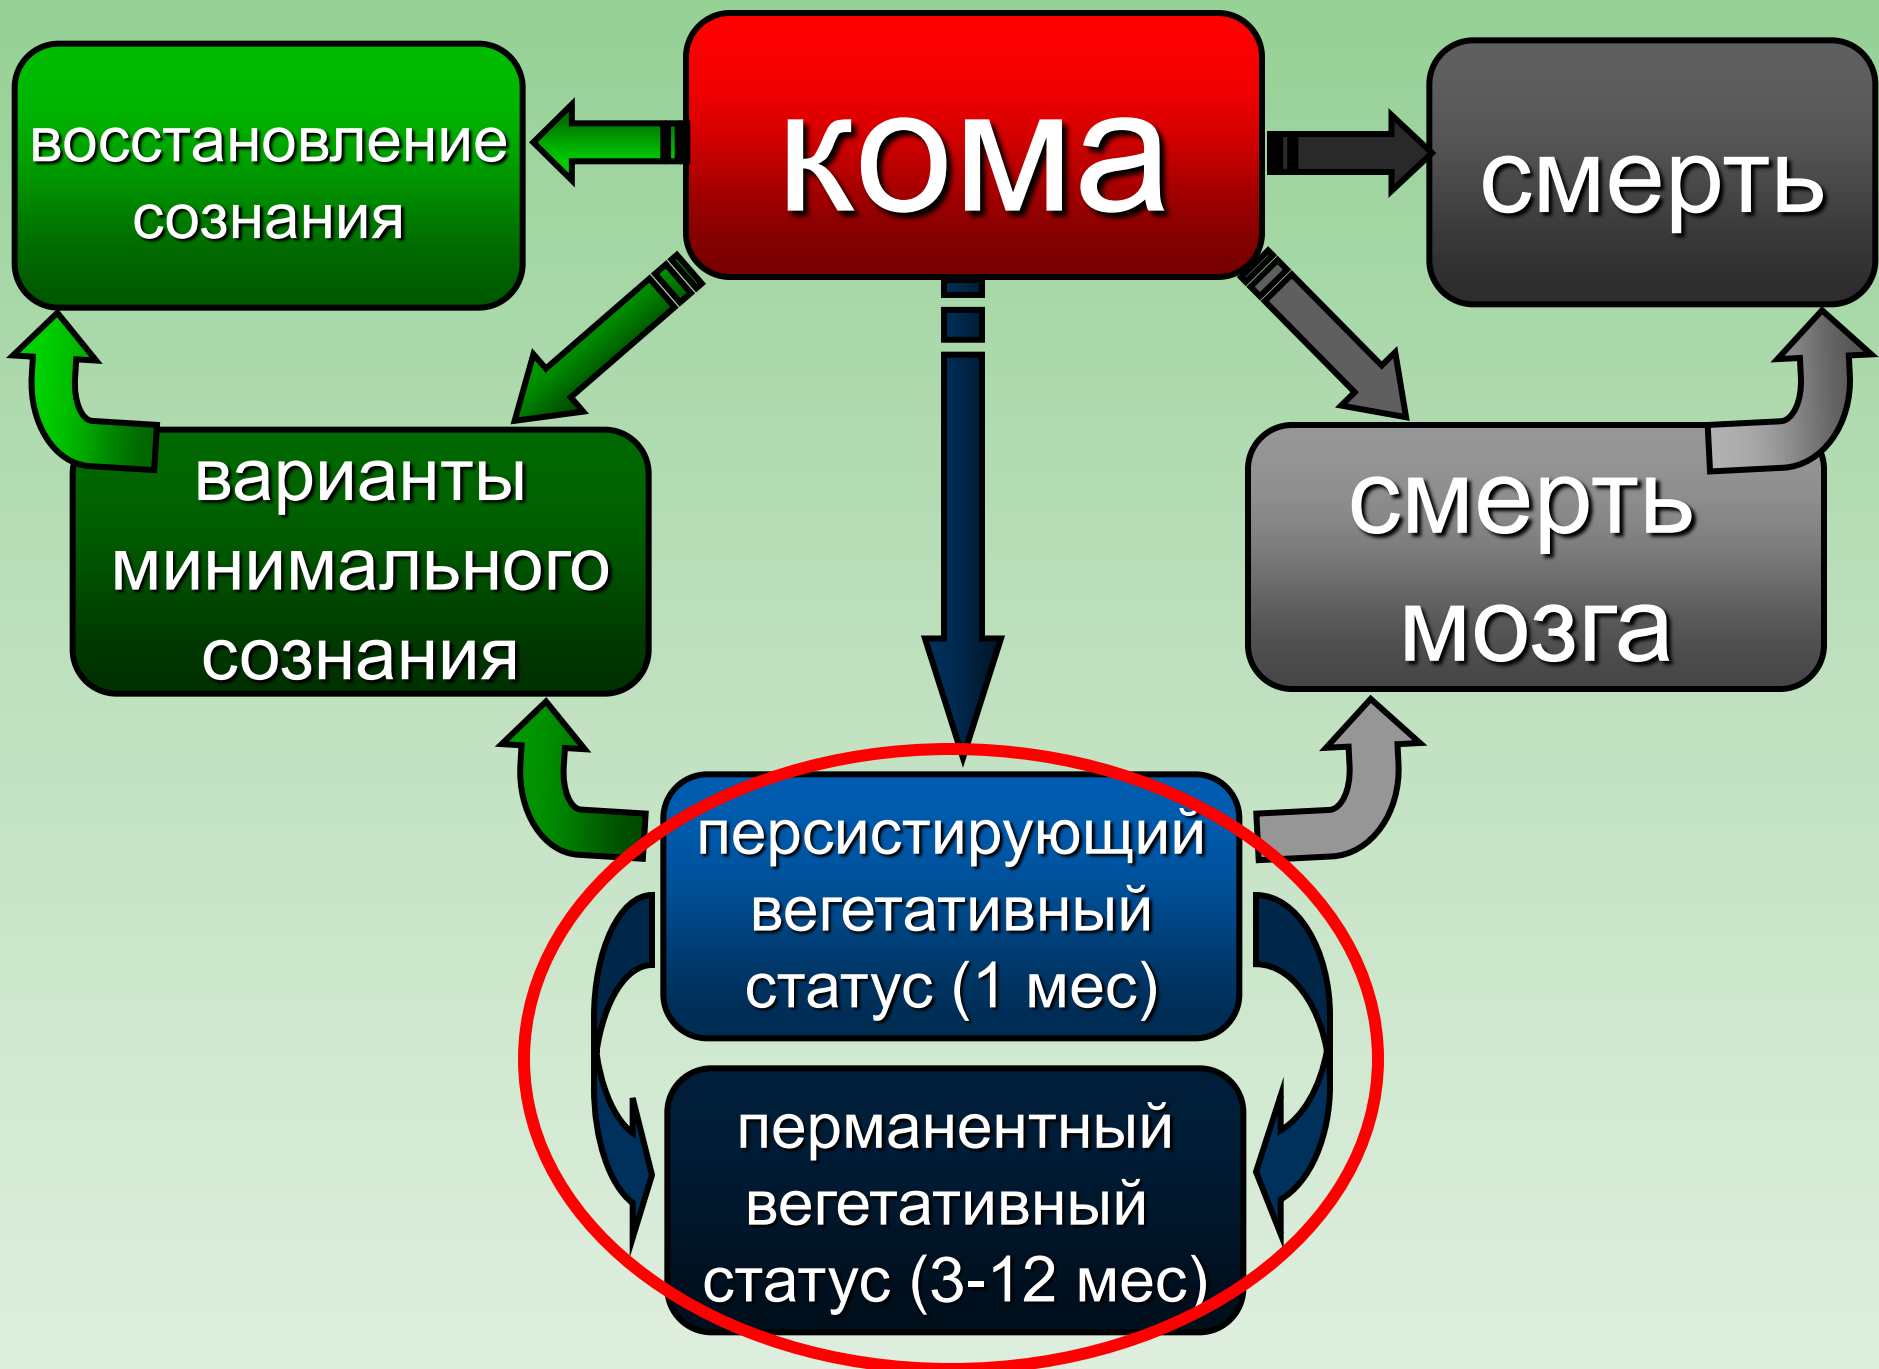 кома
восстановление
сознания
смерть
варианты
минимального
сознания
смерть
мозга
персистирующий
вегетативный
статус (1 мес)
перманентный
вегетативный
статус (3-12 мес)